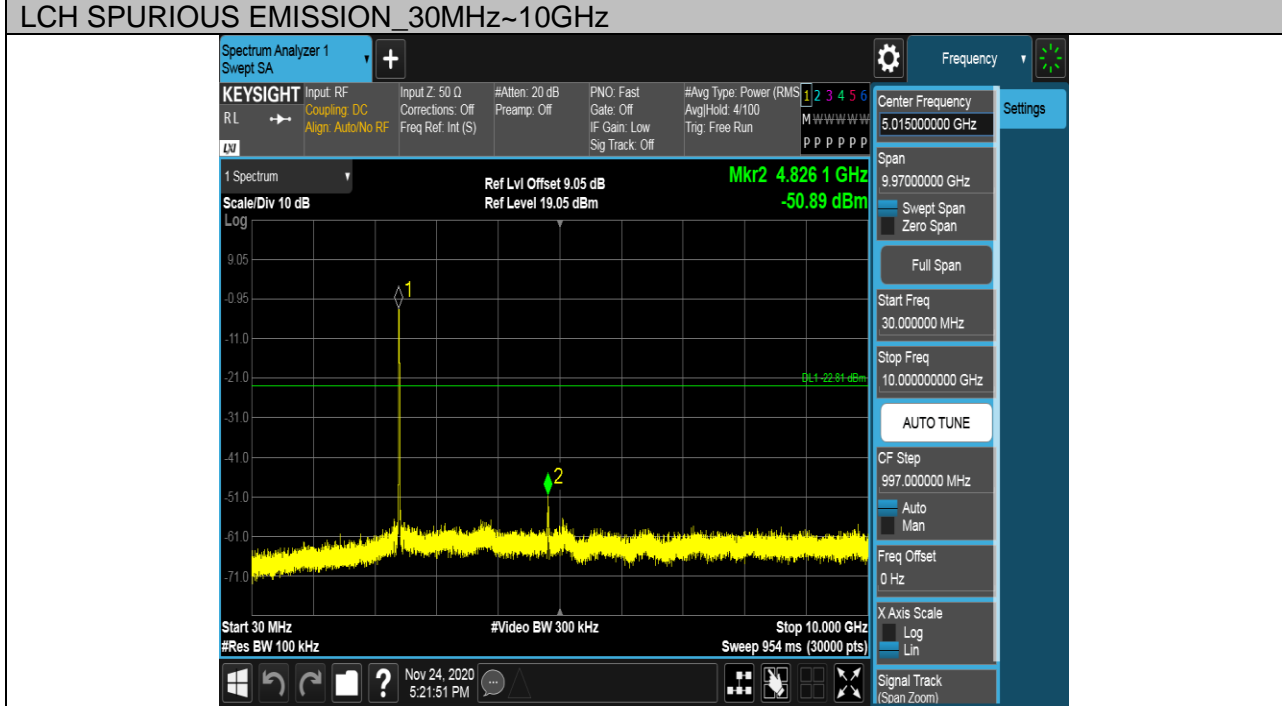 LCH SPURIOUS EMISSION_30MHz~10GHz
Spectrum Analyzer 1
Swept SA
+
Frequency
KEYSIGHT
RL
LXI
Input: RF
Coupling: DC
Align: Auto/No RF
Input Z: 50 Ω
Corrections: Off
Freq Ref: Int (S)
#Atten: 20 dB
Preamp: Off
PNO: Fast
Gate: Off
IF Gain: Low
Sig Track: Off
#Avg Type: Power (RMS
Avg|Hold: 4/100
Trig: Free Run
1 2 3 4 5 6
M W W W W W
P P P P P P
Center Frequency
5.015000000 GHz
Settings
1 Spectrum
Scale/Div 10 dB
Ref Lvl Offset 9.05 dB
Ref Level 19.05 dBm
Mkr2 4.826 1 GHz
-50.89 dBm
Log
9.05
-0.95
-11.0
-21.0
-31.0
-41.0
-51.0
-61.0
-71.0
1
2
DL1 -22.81 dBm
Start 30 MHz
#Res BW 100 kHz
#Video BW 300 kHz
Stop 10.000 GHz
Sweep 954 ms (30000 pts)
Span
9.97000000 GHz
Swept Span
Zero Span
Full Span
Start Freq
30.000000 MHz
Stop Freq
10.000000000 GHz
AUTO TUNE
CF Step
997.000000 MHz
Auto
Man
Freq Offset
0 Hz
X Axis Scale
Log
Lin
Signal Track
(Span Zoom)
?
Nov 24, 2020
5:21:51 PM